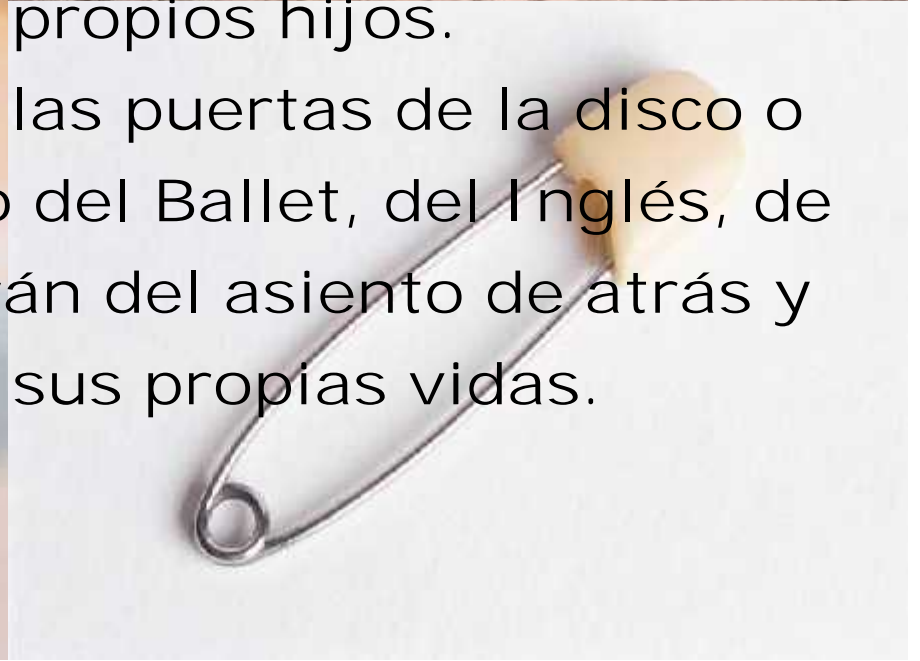 propios hijos.
las puertas de la disco o
del Ballet, del Inglés, de
del asiento de atrás y
sus propias vidas.